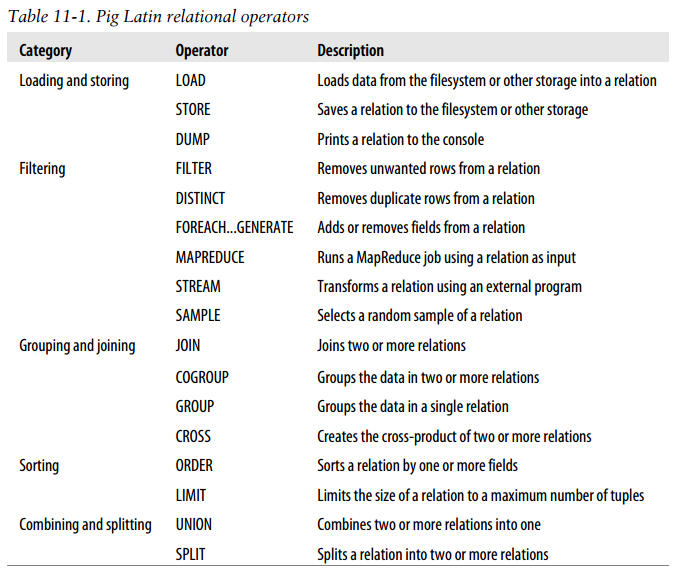 Table 11-1. Pig Latin relational operators
Category Operator Description
Loading and storing LOAD Loads data from the filesystem or other storage into a relation
STORE Saves a relation to the filesystem or other storage
DUMP Prints a relation to the console
Filtering FILTER Removes unwanted rows from a relation
DISTINCT Removes duplicate rows from a relation
FOREACH...GENERATE Adds or removes fields from a relation
MAPREDUCE Runs a MapReduce job using a relation as input
STREAM Transforms a relation using an external program
SAMPLE Selects a random sample of a relation
Grouping and joining JOIN Joins two or more relations
COGROUP Groups the data in two or more relations
GROUP Groups the data in a single relation
CROSS Creates the cross-product of two or more relations
Sorting ORDER Sorts a relation by one or more fields
LIMIT Limits the size of a relation to a maximum number of tuples
Combining and splitting UNION Combines two or more relations into one
SPLIT Splits a relation into two or more relations